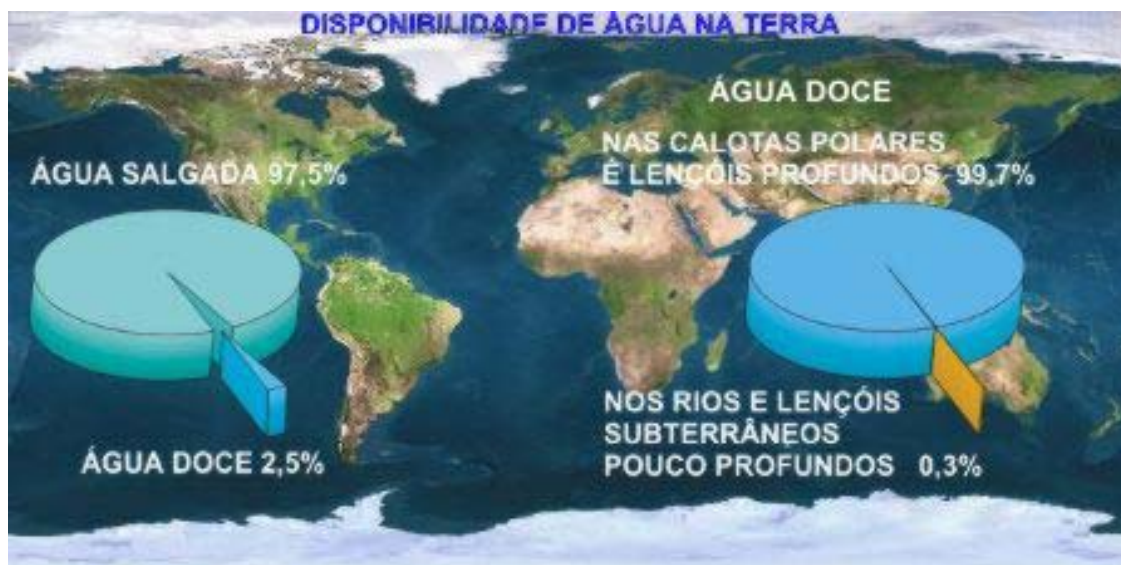 DISPONIBILIDADE DE ÁGUA NA TERRA
ÁGUA SALGADA 97,5%
ÁGUA DOCE 2,5%
ÁGUA DOCE
NAS CALOTAS POLARES
E LENÇÓIS PROFUNDOS 99,7%
NOS RIOS E LENÇÓIS
SUBTERRÂNEOS
POUCO PROFUNDOS 0,3%